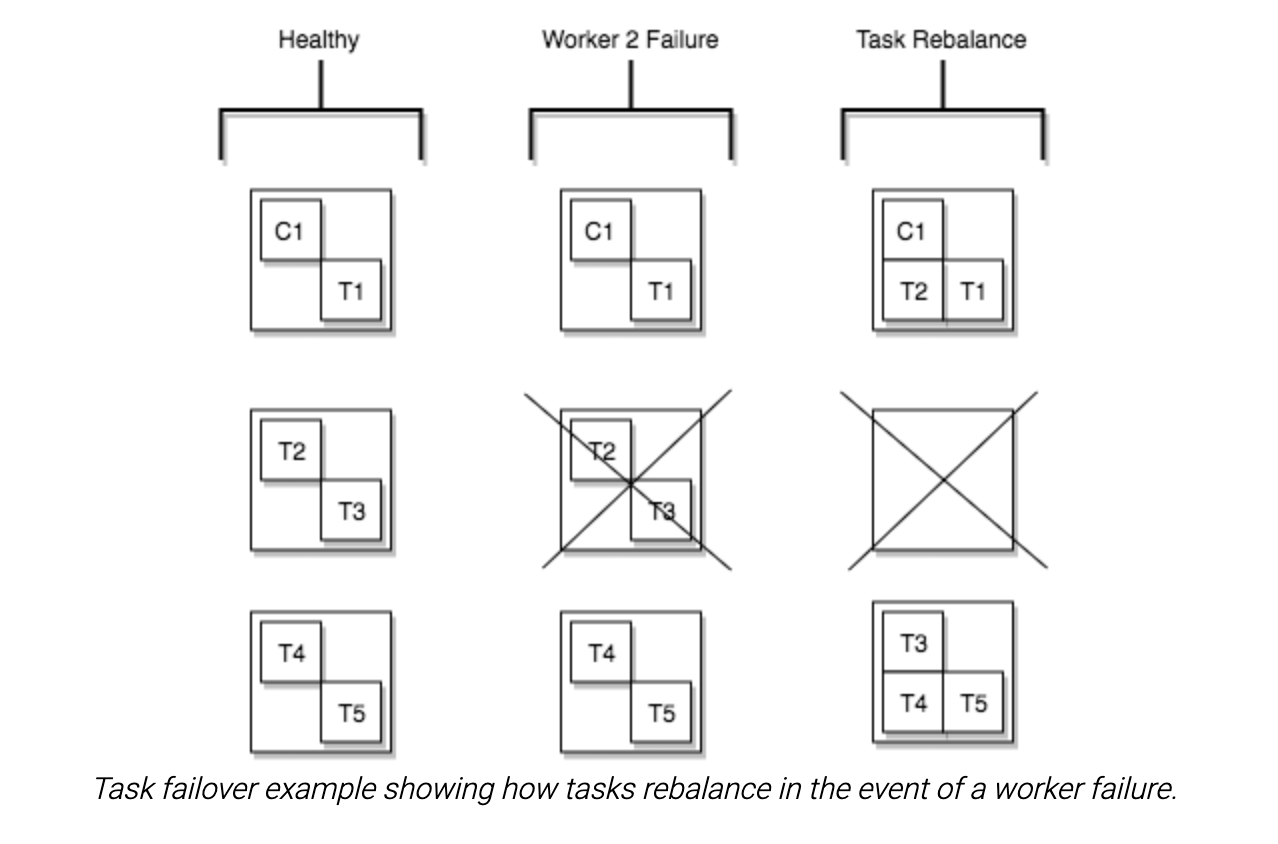 Healthy
Worker 2 Failure
Task Rebalance
C1
T1
C1
T1
C1
T2 T1
T2
T3
T2
T3
T4
T5
T4
T5
T3
T4 T5
Task failover example showing how tasks rebalance in the event of a worker failure.